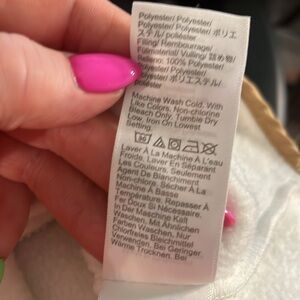 Polyester/ Polyester/
Polyester/ Polyester/ ポリエ
ステル/ poliéster
Filling/ Rembourrage/
Füllmaterial/ Vulling/ 詰め物/
Relleno: 100% Polyester/
Polyester/ Polyester/
Polyester/ ポリエステル/
poliéster
Machine Wash Cold. With
Like Colors, Non-chlorine
Bleach Only, Tumble Dry
Low, Iron On Lowest
Setting.
30
Laver À La Machine À L'eau
Froide, Laver En Séparant
Les Couleurs, Seulement
Agent De Blanchiment
Non-chlore, Sécher À La
Machine À Basse
Température, Repasser À
Fer Doux Si Nécessaire.
In Der Maschine Kalt
Waschen, Mit Ähnlichen
Farben Waschen, Nur
Chlorfreies Bleichmittel
Verwenden, Bei Geringer
Wärme Trocknen,